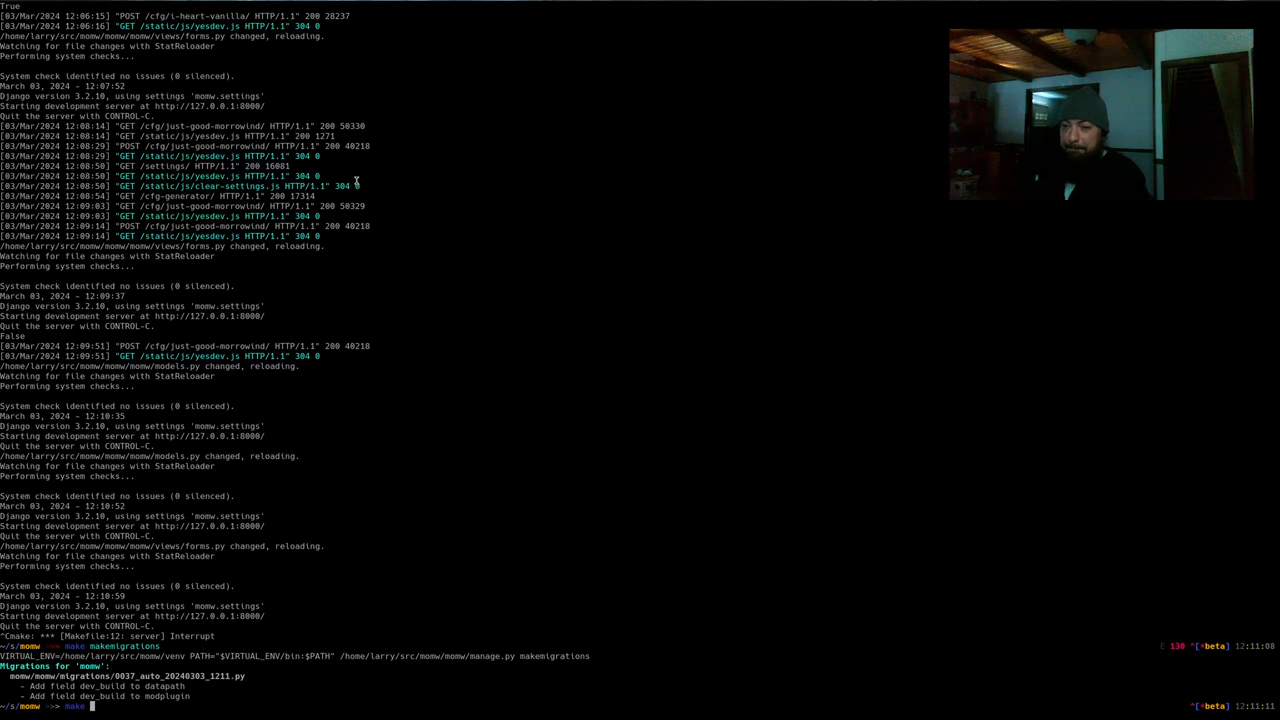 True
[03/Mar/2024 12:06:15] "POST /cfg/i-heart-vanilla/ HTTP/1.1" 200 28237
[03/Mar/2024 12:06:16] "GET /static/js/yesdev.js HTTP/1.1" 304 0
/home/larry/src/momw/momw/momw/views/forms.py changed, reloading.
Watching for file changes with StatReloader
Performing system checks...
System check identified no issues (0 silenced).
March 03, 2024 - 12:07:52
Django version 3.2.10, using settings 'momw.settings'
Starting development server at http://127.0.0.1:8000/
Quit the server with CONTROL-C.
[03/Mar/2024 12:08:14] "GET /cfg/just-good-morrowind/ HTTP/1.1" 200 50330
[03/Mar/2024 12:08:14] "GET /static/js/yesdev.js HTTP/1.1" 200 1271
[03/Mar/2024 12:08:29] "POST /cfg/just-good-morrowind/ HTTP/1.1" 200 40218
[03/Mar/2024 12:08:29] "GET /static/js/yesdev.js HTTP/1.1" 304 0
[03/Mar/2024 12:08:50] "GET /settings/ HTTP/1.1" 200 16081
[03/Mar/2024 12:08:50] "GET /static/js/yesdev.js HTTP/1.1" 304 0
[03/Mar/2024 12:08:50] "GET /static/js/clear-settings.js HTTP/1.1" 304 0
[03/Mar/2024 12:08:54] "GET /cfg-generator/ HTTP/1.1" 200 17314
[03/Mar/2024 12:09:03] "GET /cfg/just-good-morrowind/ HTTP/1.1" 200 50329
[03/Mar/2024 12:09:03] "GET /static/js/yesdev.js HTTP/1.1" 304 0
[03/Mar/2024 12:09:14] "POST /cfg/just-good-morrowind/ HTTP/1.1" 200 40218
[03/Mar/2024 12:09:14] "GET /static/js/yesdev.js HTTP/1.1" 304 0
/home/larry/src/momw/momw/momw/views/forms.py changed, reloading.
Watching for file changes with StatReloader
Performing system checks...
System check identified no issues (0 silenced).
March 03, 2024 - 12:09:37
Django version 3.2.10, using settings 'momw.settings'
Starting development server at http://127.0.0.1:8000/
Quit the server with CONTROL-C.
False
[03/Mar/2024 12:09:51] "POST /cfg/just-good-morrowind/ HTTP/1.1" 200 40218
[03/Mar/2024 12:09:51] "GET /static/js/yesdev.js HTTP/1.1" 304 0
/home/larry/src/momw/momw/momw/models.py changed, reloading.
Watching for file changes with StatReloader
Performing system checks...
System check identified no issues (0 silenced).
March 03, 2024 - 12:10:35
Django version 3.2.10, using settings 'momw.settings'
Starting development server at http://127.0.0.1:8000/
Quit the server with CONTROL-C.
/home/larry/src/momw/momw/momw/models.py changed, reloading.
Watching for file changes with StatReloader
Performing system checks...
System check identified no issues (0 silenced).
March 03, 2024 - 12:10:52
Django version 3.2.10, using settings 'momw.settings'
Starting development server at http://127.0.0.1:8000/
Quit the server with CONTROL-C.
/home/larry/src/momw/momw/momw/views/forms.py changed, reloading.
Watching for file changes with StatReloader
Performing system checks...
System check identified no issues (0 silenced).
March 03, 2024 - 12:10:59
Django version 3.2.10, using settings 'momw.settings'
Starting development server at http://127.0.0.1:8000/
Quit the server with CONTROL-C.
^Cmake: *** [Makefile:12: server] Interrupt
~/s/momw >>> make makemigrations E 130 ^[*beta] 12:11:08
VIRTUAL_ENV=/home/larry/src/momw/venv PATH="$VIRTUAL_ENV/bin:$PATH" /home/larry/src/momw/momw/manage.py makemigrations
Migrations for 'momw':
momw/momw/migrations/0037_auto_20240303_1211.py
- Add field dev_build to datapath
- Add field dev_build to modplugin
~/s/momw >>> make ^[*beta] 12:11:11